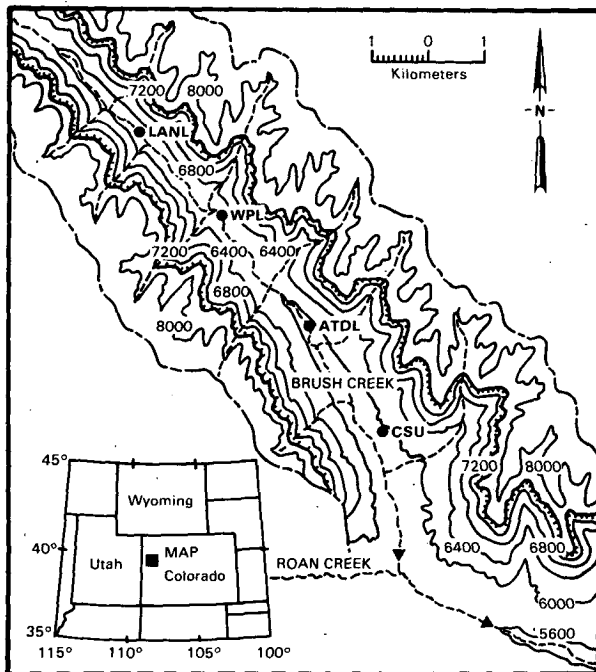 1 0 1
Kilometers
-N-
7200
8000
LANL
6800
WPL
7200
6400
6400
6800
8000
ATDL
BRUSH CREEK
CSU
7200
8000
6400
6800
6000
5600
ROAN CREEK
45°
Wyoming
40°
Utah
MAP
Colorado
35°
115° 110° 105° 100°